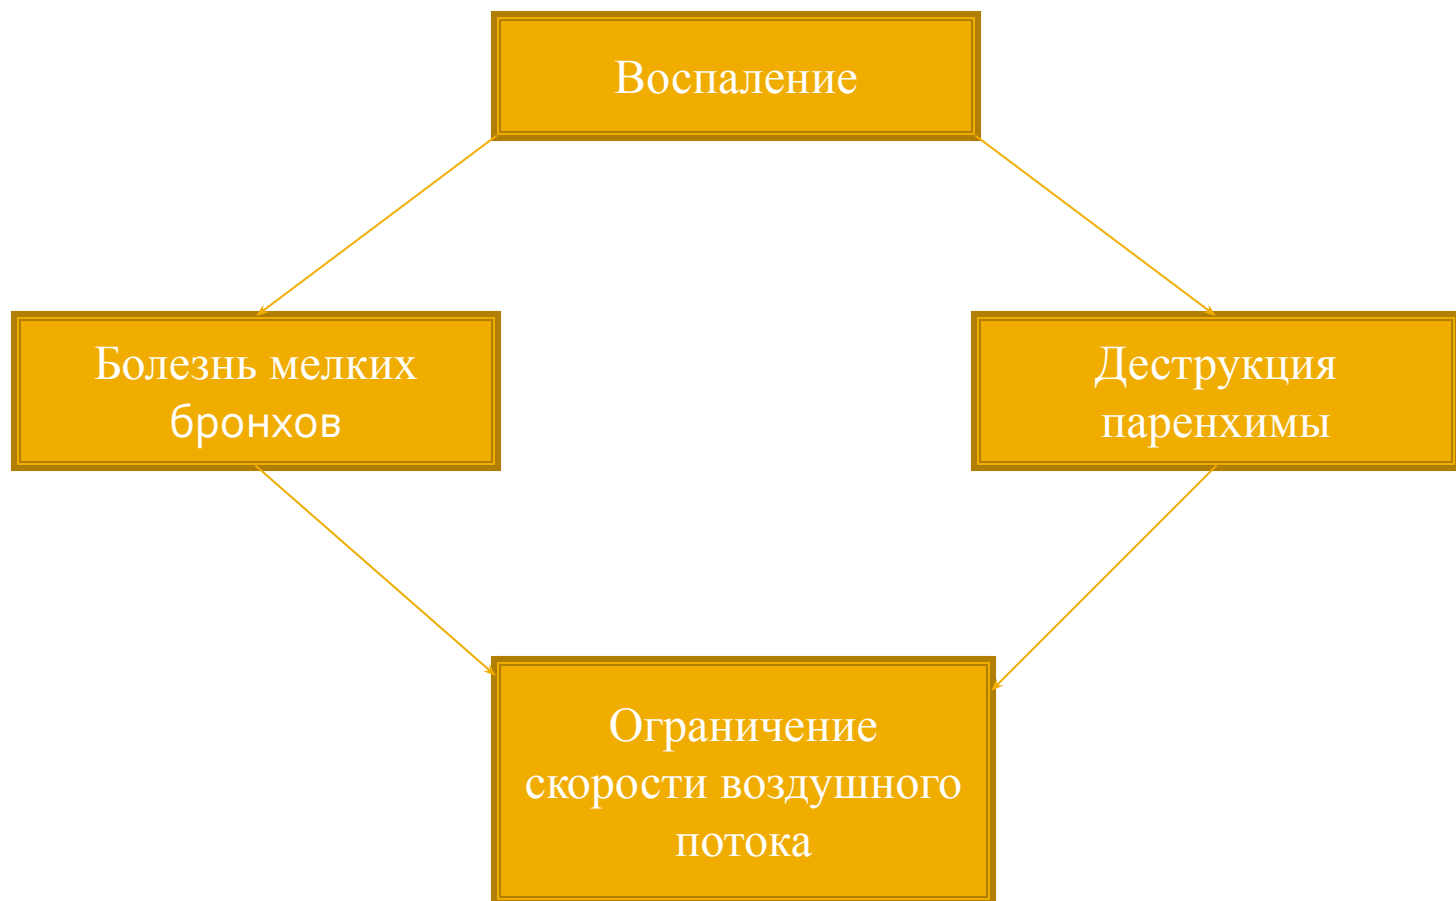 Воспаление
Болезнь мелких
бронхов
Деструкция
паренхимы
Ограничение
скорости воздушного
потока